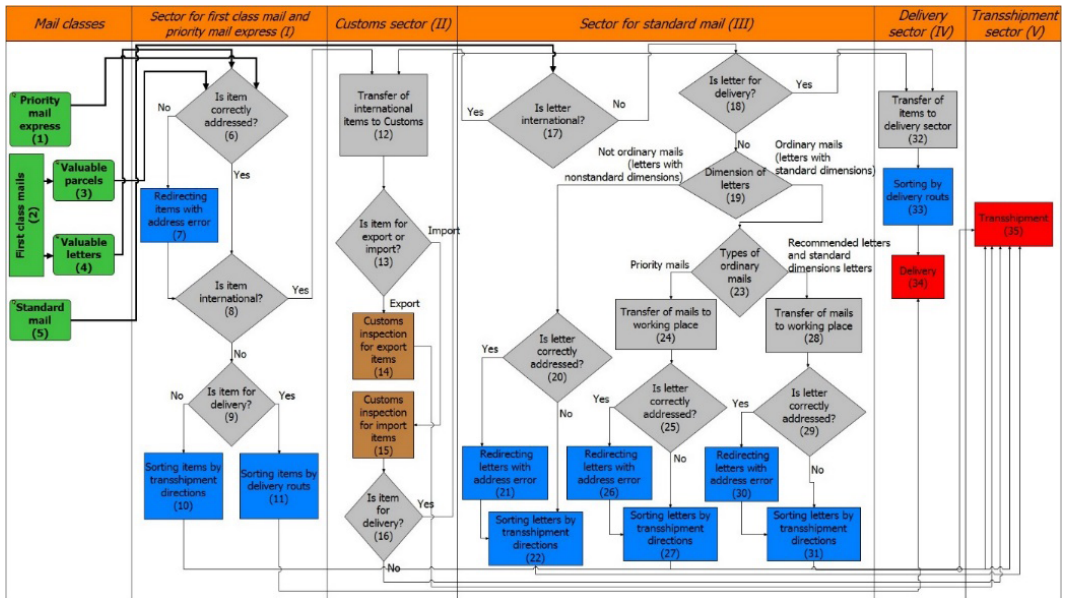 Mail classes
Sector for first class mail and
priority mail express (I)
Customs sector (II)
Sector for standard mail (III)
Delivery
sector (IV)
Transshipment
sector (V)
Priority
mail
express
(1)
First class mails
(2)
Valuable
parcels
(3)
Valuable
letters
(4)
Standard
mail
(5)
Is item
correctly
addressed?
(6)
No
Yes
Redirecting
items with
address error
(7)
Is item
international?
(8)
Yes
No
Is item for
delivery?
(9)
No
Yes
Sorting items by
transshipment
directions
(10)
Sorting items by
delivery routs
(11)
Transfer of
international
items to Customs
(12)
Is item for
export or
import?
(13)
Import
Export
Customs
inspection
for export
items
(14)
Customs
inspection
for import
items
(15)
Is item
for
delivery?
(16)
Yes
No
Yes
Is letter
international?
(17)
No
Is letter for
delivery?
(18)
Yes
No
Not ordinary mails
(letters with
nonstandard dimensions)
Ordinary mails
(letters with
standard dimensions)
Dimension of
letters
(19)
Types of
ordinary
mails
(23)
Priority mails
Recommended letters
and standard
dimensions letters
Transfer of mails to
working place
(24)
Transfer of mails to
working place
(28)
Is letter
correctly
addressed?
(20)
Yes
No
Is letter
correctly
addressed?
(25)
Yes
No
Is letter
correctly
addressed?
(29)
Yes
No
Redirecting
letters with
address error
(21)
Redirecting
letters with
address error
(26)
Redirecting
letters with
address error
(30)
Sorting letters by
transshipment
directions
(22)
Sorting letters by
transshipment
directions
(27)
Sorting letters by
transshipment
directions
(31)
Transfer of
items to
delivery sector
(32)
Sorting by
delivery routs
(33)
Delivery
(34)
Transshipment
(35)